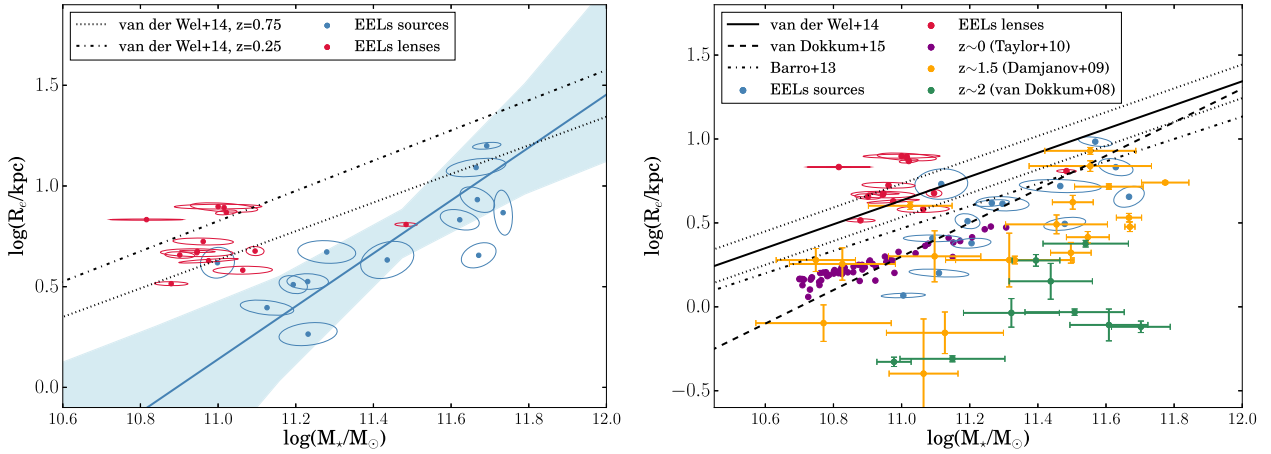 van der Wel+14, z=0.75
van der Wel+14, z=0.25
EELs sources
EELs lenses
log(R_e/kpc)
1.5
1.0
0.5
0.0
10.6 10.8 11.0 11.2 11.4 11.6 11.8 12.0
log(M⋆/M⊙)
van der Wel+14
van Dokkum+15
Barro+13
EELs sources
EELs lenses
z~0 (Taylor+10)
z~1.5 (Damjanov+09)
z~2 (van Dokkum+08)
log(R_e/kpc)
1.5
1.0
0.5
0.0
−0.5
10.6 10.8 11.0 11.2 11.4 11.6 11.8 12.0
log(M⋆/M⊙)